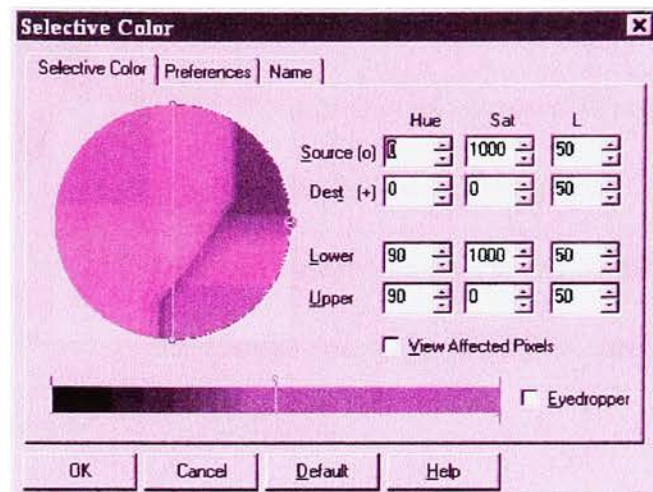 Selective Color
Selective Color Preferences Name
Hue Sat L
Source (o) 0 1000 50
Dest (+) 0 0 50
Lower 90 1000 50
Upper 90 0 50
View Affected Pixels
Eyedropper
OK Cancel Default Help